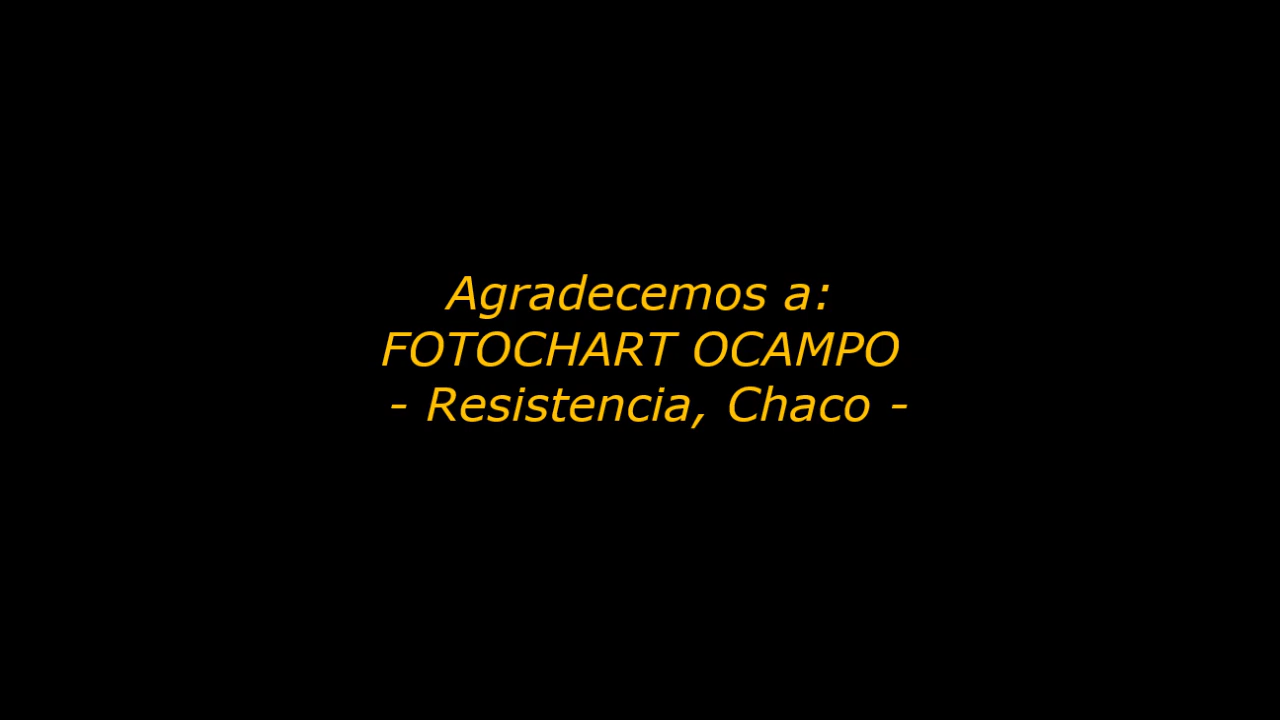 Agradecemos a:
FOTOCHART OCAMPO
- Resistencia, Chaco -